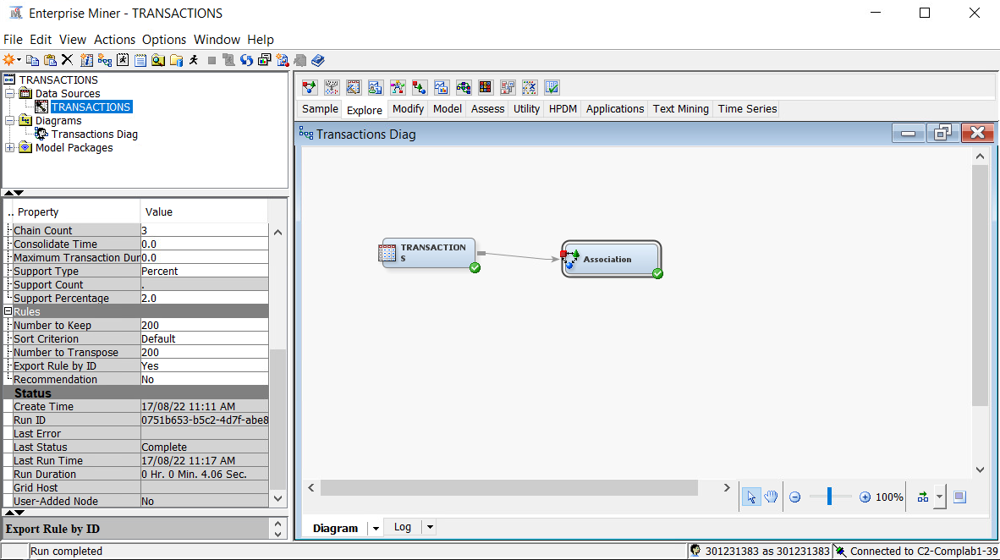 Enterprise Miner - TRANSACTIONS
File Edit View Actions Options Window Help
TRANSACTIONS
Data Sources
TRANSACTIONS
Diagrams
Transactions Diag
Model Packages
.. Property Value
Chain Count 3
Consolidate Time 0.0
Maximum Transaction Dur 0.0
Support Type Percent
Support Count .
Support Percentage 2.0
Rules
Number to Keep 200
Sort Criterion Default
Number to Transpose 200
Export Rule by ID Yes
Recommendation No
Status
Create Time 17/08/22 11:11 AM
Run ID 0751b653-b5c2-4d7f-abe8
Last Error
Last Status Complete
Last Run Time 17/08/22 11:17 AM
Run Duration 0 Hr. 0 Min. 4.06 Sec.
Grid Host
User-Added Node No
Export Rule by ID
Sample Explore Modify Model Assess Utility HPDM Applications Text Mining Time Series
Transactions Diag
TRANSACTION
S
Association
100%
Diagram Log
Run completed
301231383 as 301231383 Connected to C2-Complab1-39